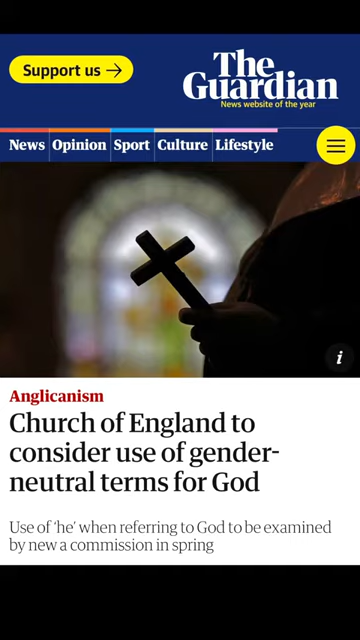 Support us →
The
Guardian
News website of the year
News Opinion Sport Culture Lifestyle
i
Anglicanism
Church of England to
consider use of gender-
neutral terms for God
Use of ‘he’ when referring to God to be examined
by new a commission in spring